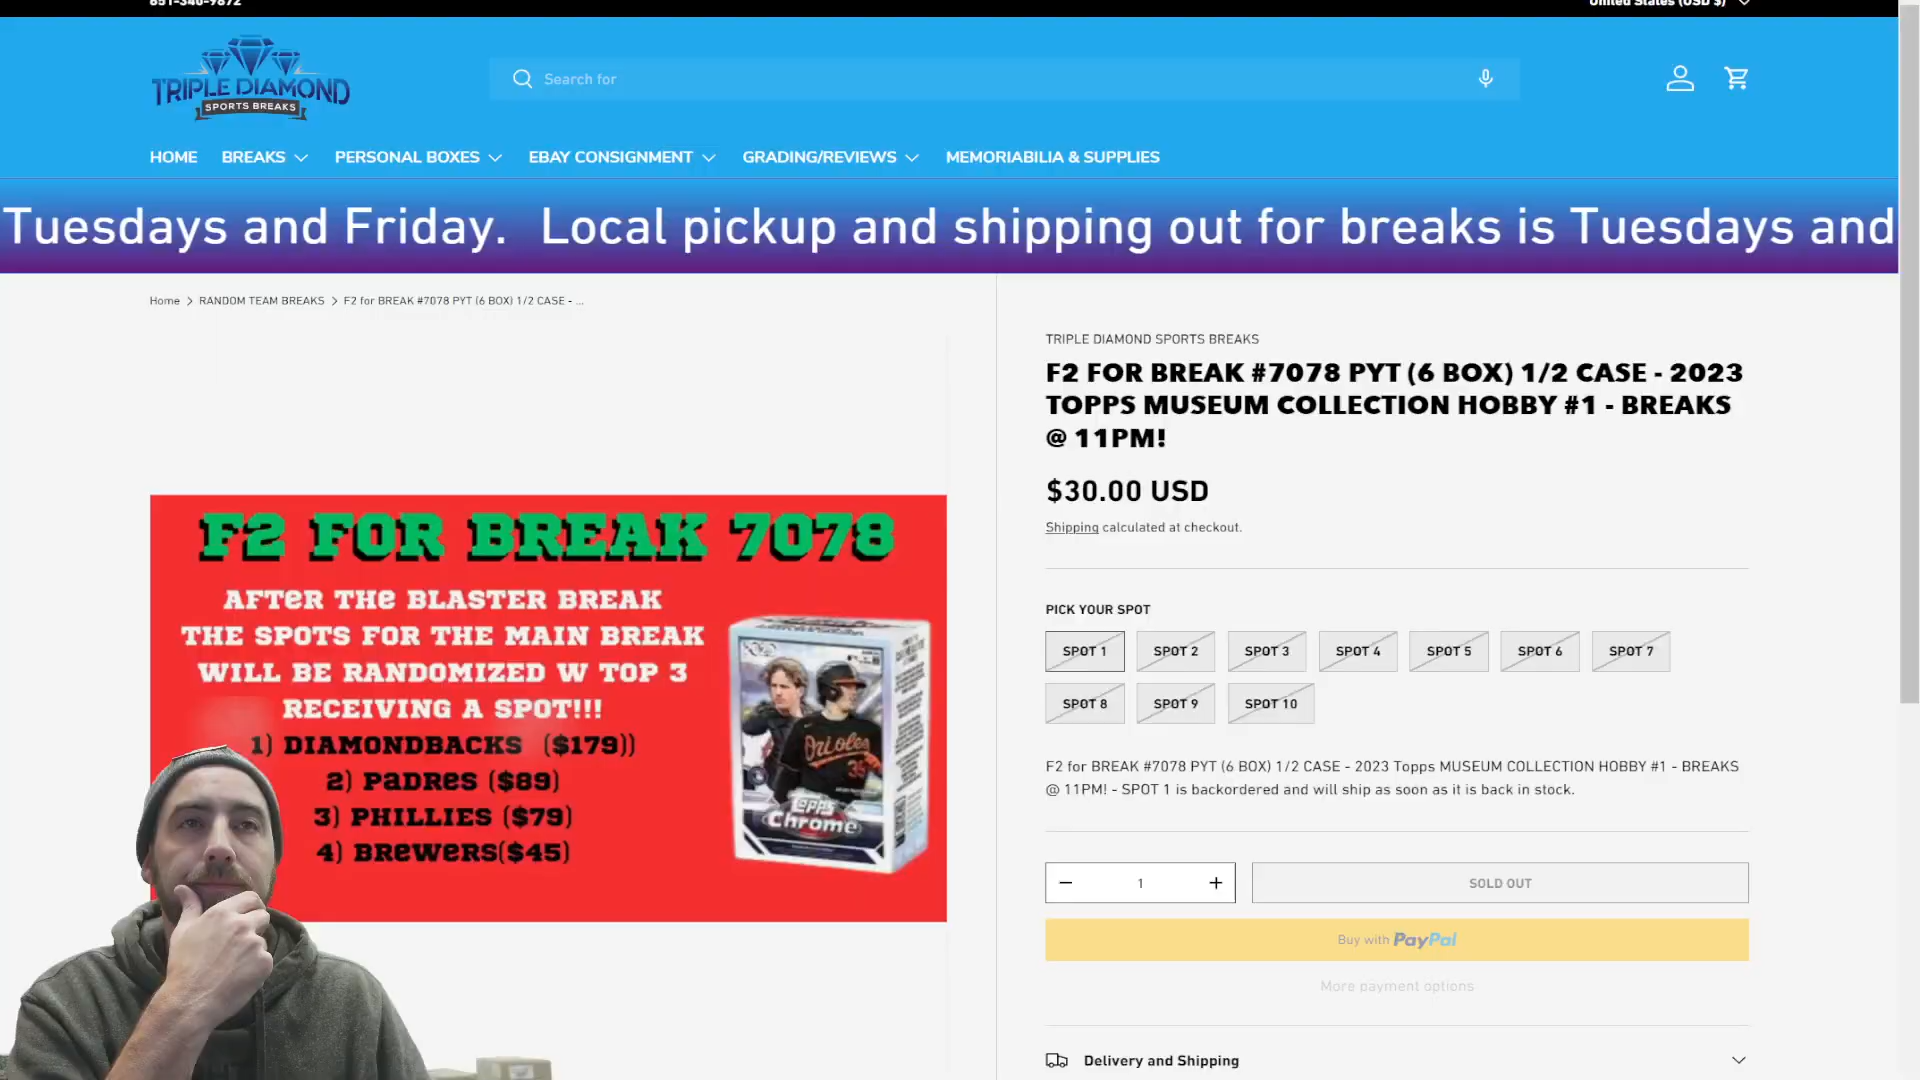 651-340-9872
United States (USD $)
TRIPLE DIAMOND
SPORTS BREAKS
Search for
HOME
BREAKS
PERSONAL BOXES
EBAY CONSIGNMENT
GRADING/REVIEWS
MEMORIABILIA & SUPPLIES
Tuesdays and Friday. Local pickup and shipping out for breaks is Tuesdays and
Home > RANDOM TEAM BREAKS > F2 for BREAK #7078 PYT (6 BOX) 1/2 CASE - ...
F2 FOR BREAK 7078
AFTER THE BLASTER BREAK
THE SPOTS FOR THE MAIN BREAK
WILL BE RANDOMIZED W TOP 3
RECEIVING A SPOT!!!
1) DIAMONDBACKS ($179))
2) PADRES ($89)
3) PHILLIES ($79)
4) BREWERS($45)
Orioles
35
Topps
Chrome
TRIPLE DIAMOND SPORTS BREAKS
F2 FOR BREAK #7078 PYT (6 BOX) 1/2 CASE - 2023
TOPPS MUSEUM COLLECTION HOBBY #1 - BREAKS
@ 11PM!
$30.00 USD
Shipping calculated at checkout.
PICK YOUR SPOT
SPOT 1
SPOT 2
SPOT 3
SPOT 4
SPOT 5
SPOT 6
SPOT 7
SPOT 8
SPOT 9
SPOT 10
F2 for BREAK #7078 PYT (6 BOX) 1/2 CASE - 2023 Topps MUSEUM COLLECTION HOBBY #1 - BREAKS
@ 11PM! - SPOT 1 is backordered and will ship as soon as it is back in stock.
1
SOLD OUT
Buy with PayPal
More payment options
Delivery and Shipping